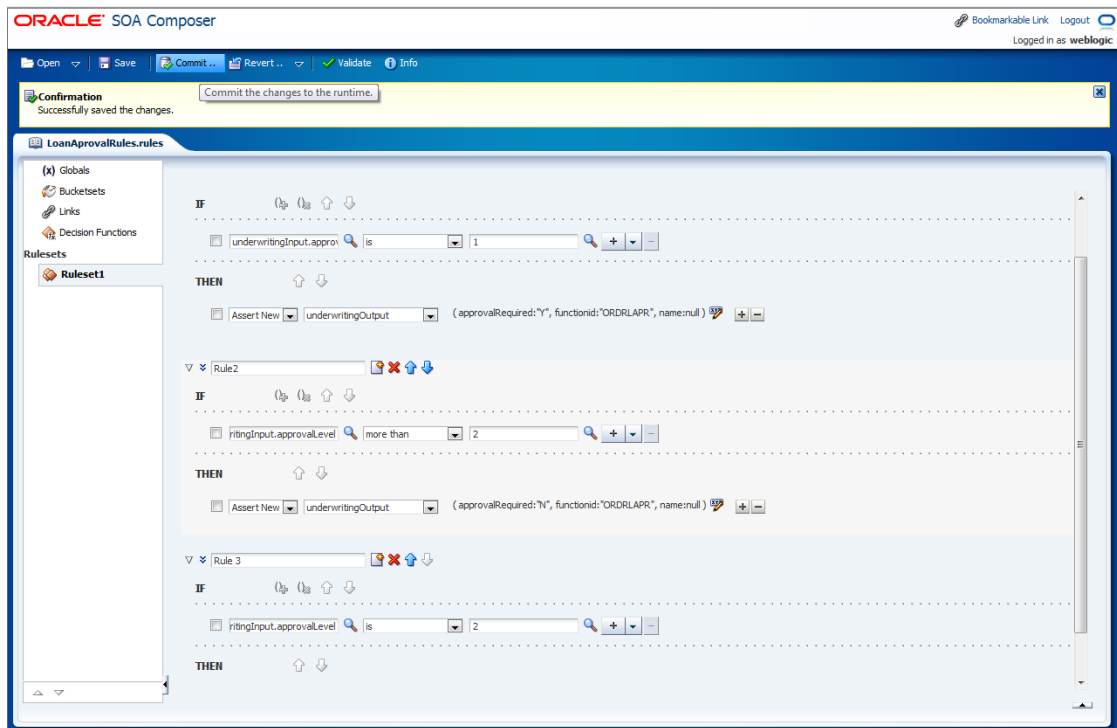 ORACLE SOA Composer
Bookmarkable Link Logout
Logged in as weblogic
Open Save Commit .. Revert .. Validate Info
Confirmation
Successfully saved the changes.
Commit the changes to the runtime.
LoanAprovalRules.rules
(x) Globals
Bucketsets
Links
Decision Functions
Rulesets
Ruleset1
IF
underwritingInput.approv is 1
THEN
Assert New underwritingOutput ( approvalRequired:"Y", functionid:"ORDRLAPR", name:null )
Rule2
IF
ritingInput.approvalLevel more than 2
THEN
Assert New underwritingOutput ( approvalRequired:"N", functionid:"ORDRLAPR", name:null )
Rule 3
IF
ritingInput.approvalLevel is 2
THEN